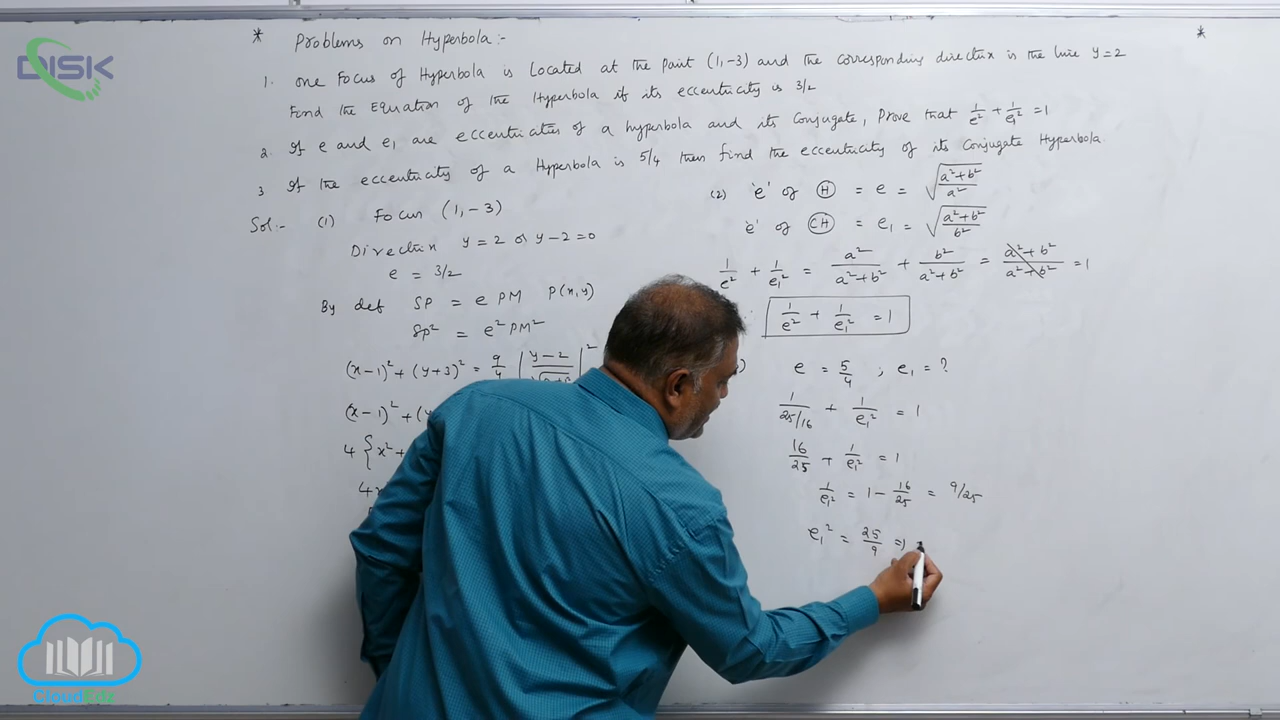 DISK
* Problems on Hyperbola:- *
1. one Focus of Hyperbola is Located at the point (1,-3) and the corresponding directrix is the line y=2
Find the Equation of the Hyperbola if its eccentricity is 3/2
2. If e and e₁ are eccentricities of a hyperbola and its Conjugate, Prove that 1/e² + 1/e₁² = 1
3 If the eccentricity of a Hyperbola is 5/4 then find the eccentricity of its Conjugate Hyperbola
Sol:- (1) Focus (1,-3)
Directrix y=2 or y-2=0
e = 3/2
By def SP = e PM P(x,y)
SP² = e² PM²
(x-1)² + (y+3)² = 9/4 | y-2 / |²
(x-1)² + (
4 { x² +
(2) 'e' of (H) = e = √(a²+b²/a²)
'e' of (CH) = e₁ = √(a²+b²/b²)
1/e² + 1/e₁² = a²/a²+b² + b²/a²+b² = a²+b²/a²+b² = 1
1/e² + 1/e₁² = 1
) e = 5/4 ; e₁ = ?
1/25/16 + 1/e₁² = 1
16/25 + 1/e₁² = 1
1/e₁² = 1 - 16/25 = 9/25
e₁² = 25/9 =)
CloudEdz